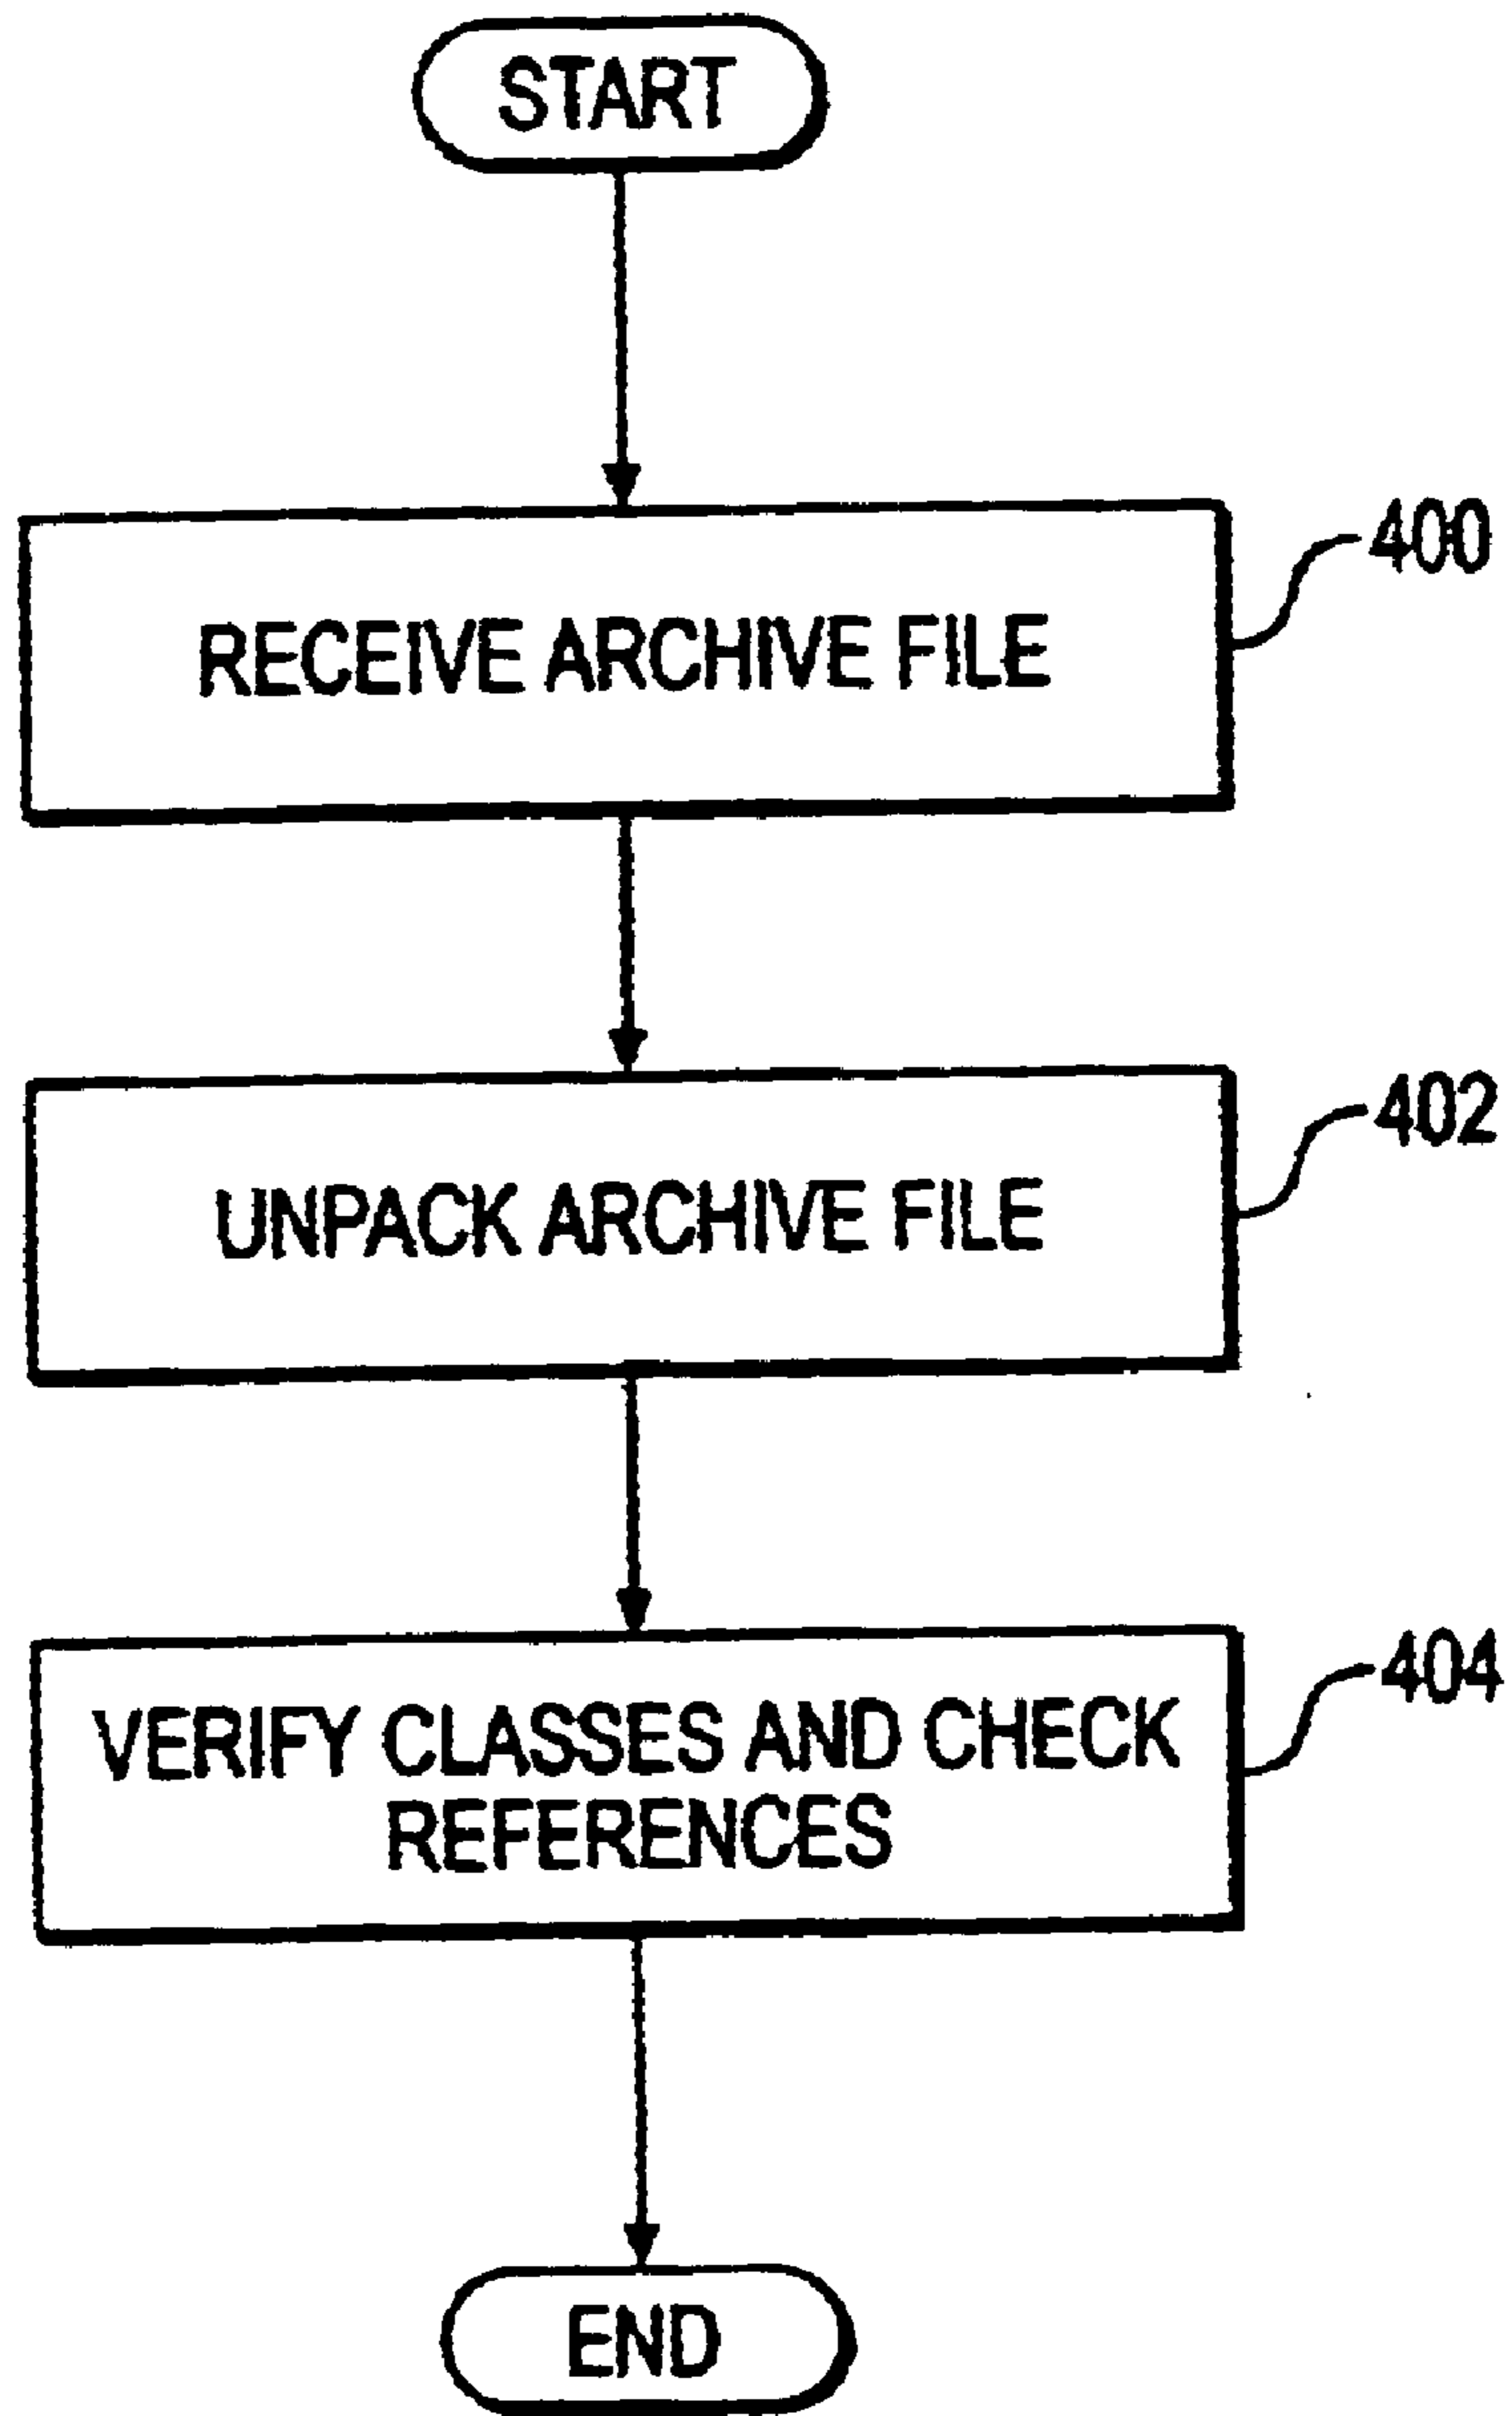 START
RECEIVE ARCHIVE FILE
400
UNPACK ARCHIVE FILE
402
VERIFY CLASSES AND CHECK
REFERENCES
404
END